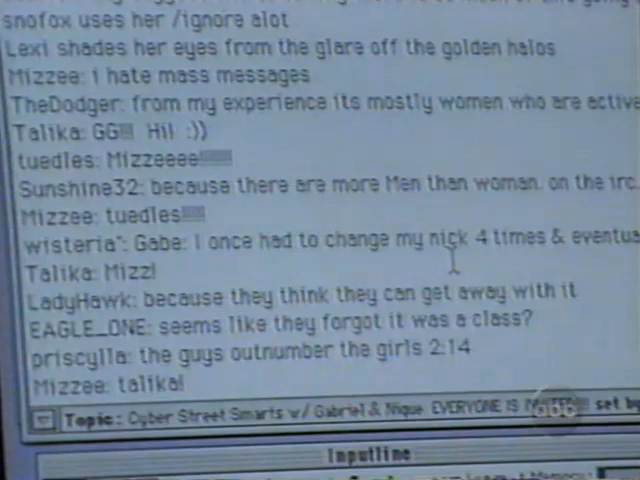 snofox uses her /ignore alot
Lexi shades her eyes from the glare off the golden halos
Mizzee: i hate mass messages
TheDodger: from my experience its mostly women who are active
Talika: GG!!! Hi! :))
tuedles: Mizzeeee!!!!!!!!
Sunshine32: because there are more Men than woman. on the irc.
Mizzee: tuedles!!!!!
wisteria^: Gabe: I once had to change my nick 4 times & eventua
Talika: Mizz!
LadyHawk: because they think they can get away with it
EAGLE_ONE: seems like they forgot it was a class?
priscylla: the guys outnumber the girls 2:14
Mizzee: talika!
Topic: Cyber Street Smarts w/ Gabriel & Nique. EVERYONE IS set by
abc
Inputline